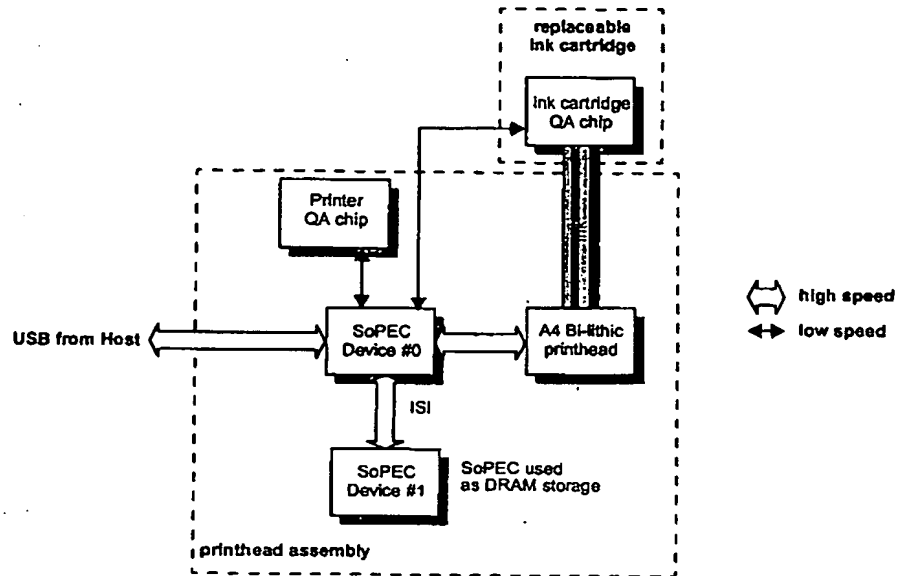 replaceable
ink cartridge
Ink cartridge
QA chip
Printer
QA chip
USB from Host
SoPEC
Device #0
A4 Bi-lithic
printhead
high speed
low speed
ISI
SoPEC
Device #1
SoPEC used
as DRAM storage
printhead assembly